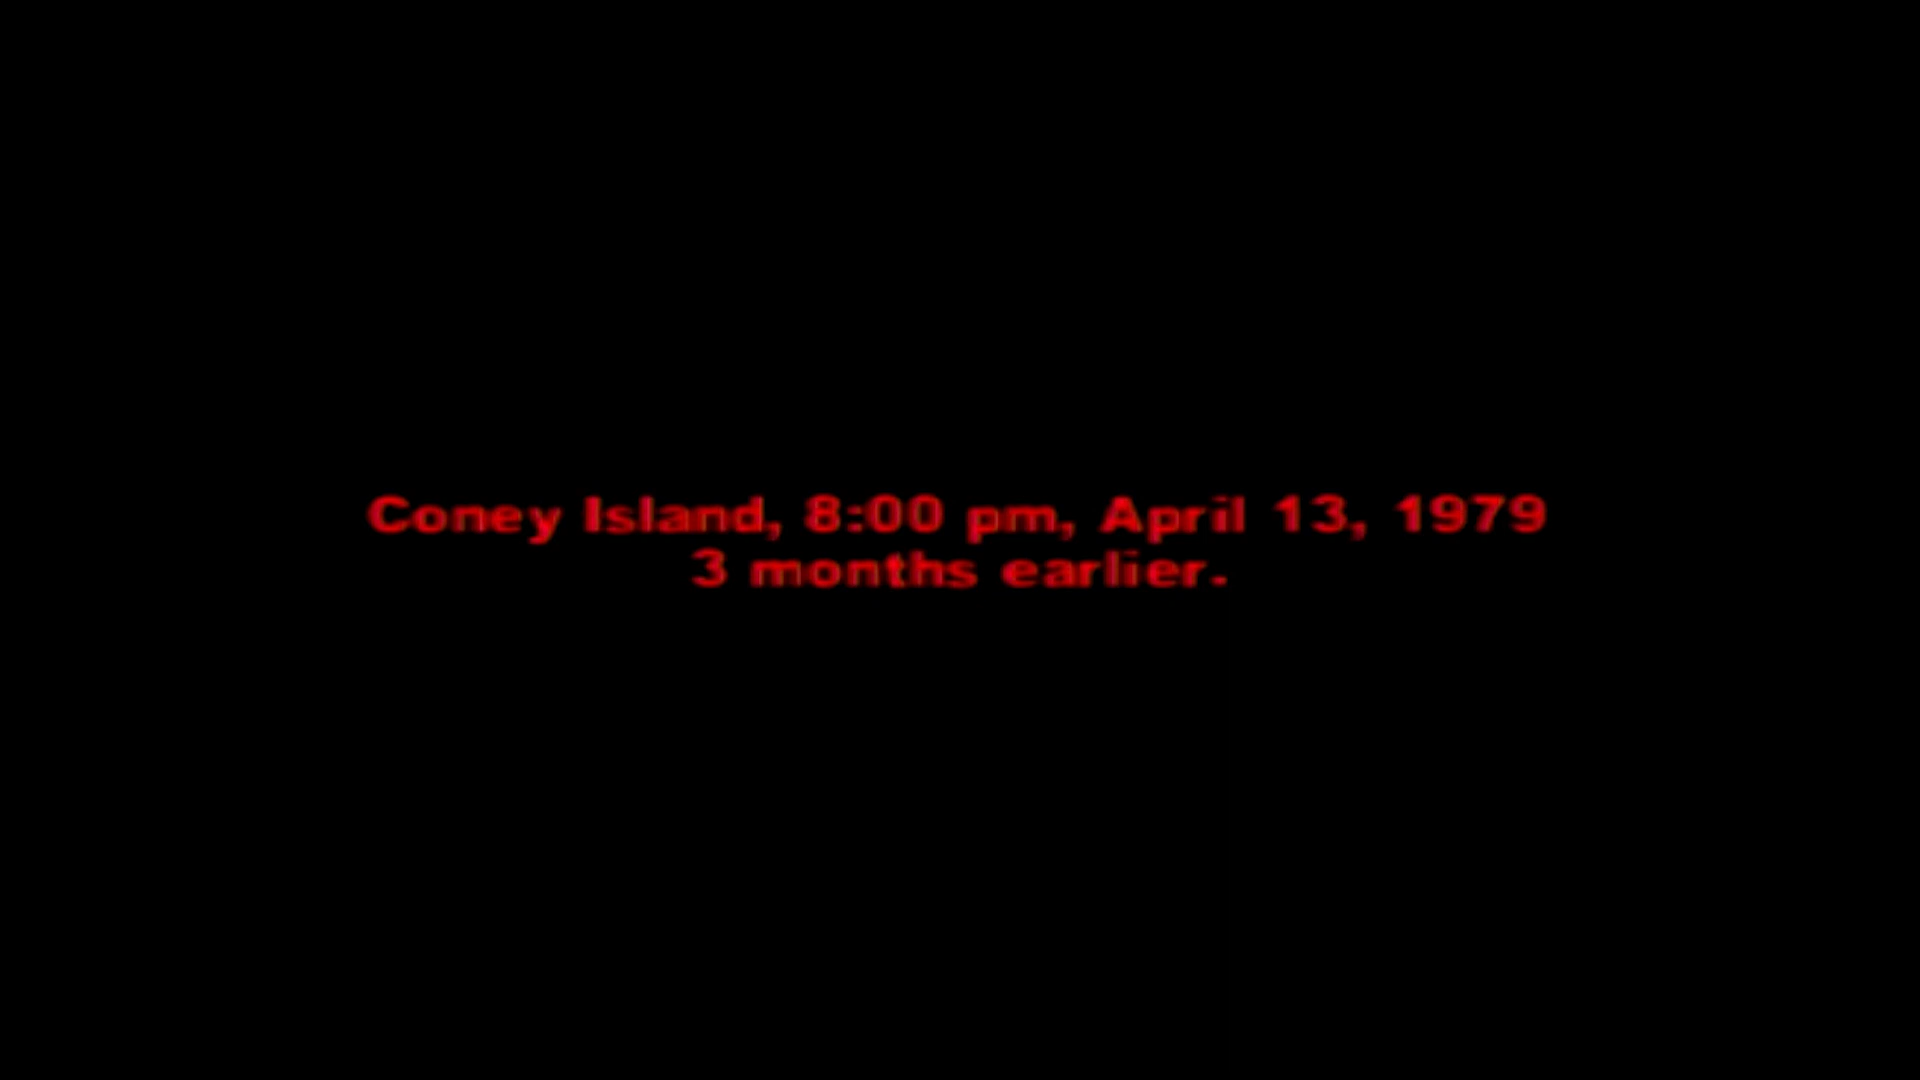 Coney Island, 8:00 pm, April 13, 1979
3 months earlier.